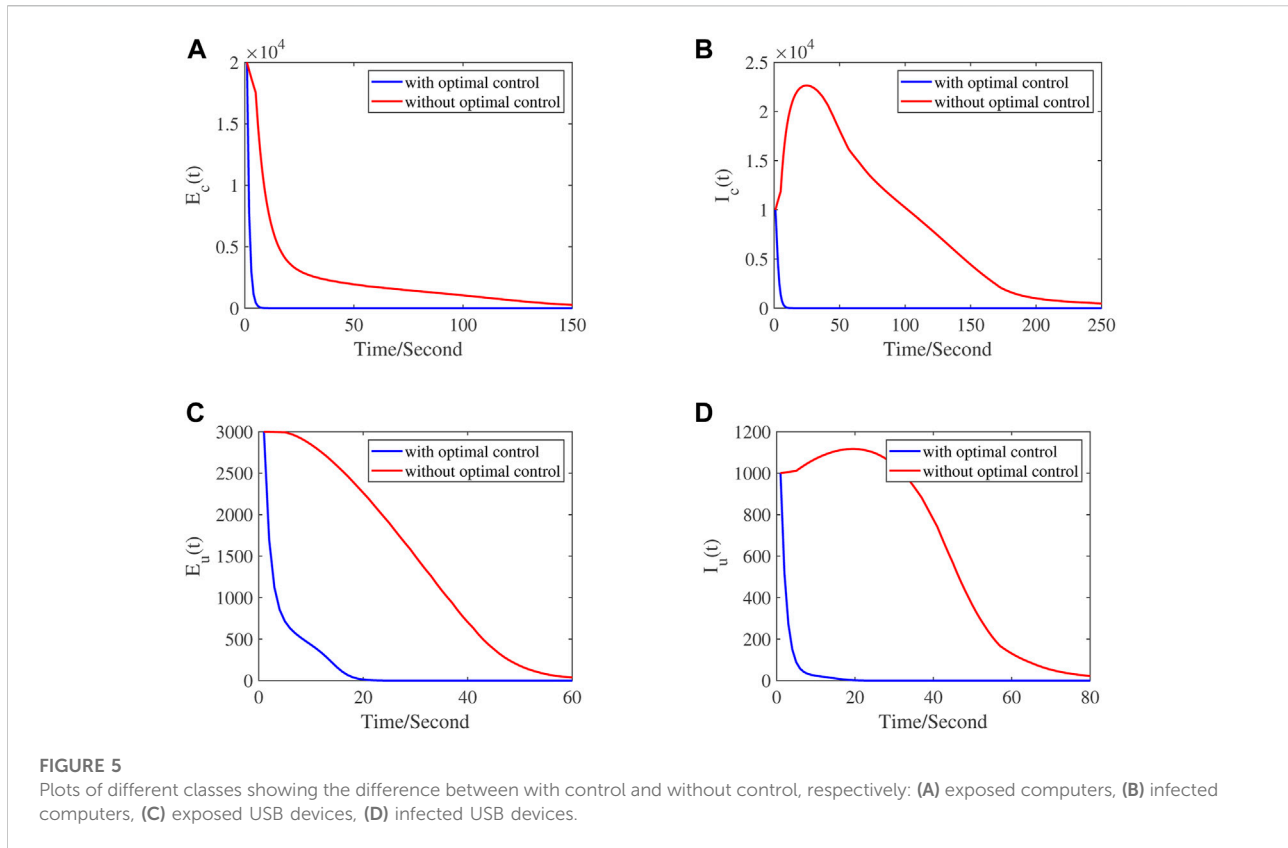 A
×10^4
2
1.5
1
0.5
0
50
100
150
E_c(t)
Time/Second
with optimal control
without optimal control
B
×10^4
2.5
2
1.5
1
0.5
0
0
50
100
150
200
250
I_c(t)
Time/Second
with optimal control
without optimal control
C
3000
2500
2000
1500
1000
500
0
0
20
40
60
E_u(t)
Time/Second
with optimal control
without optimal control
D
1200
1000
800
600
400
200
0
0
20
40
60
80
I_u(t)
Time/Second
with optimal control
without optimal control
FIGURE 5
Plots of different classes showing the difference between with control and without control, respectively: (A) exposed computers, (B) infected
computers, (C) exposed USB devices, (D) infected USB devices.